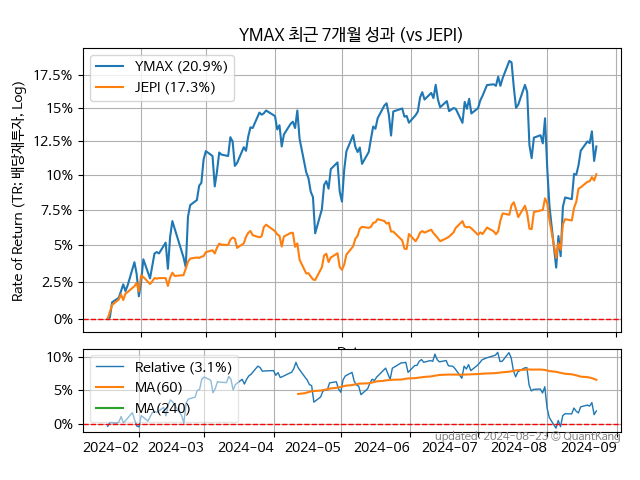 YMAX 최근 7개월 성과 (vs JEPI)
Rate of Return (TR: 배당재투자, Log)
17.5%
15%
12.5%
10%
7.5%
5%
2.5%
0%
YMAX (20.9%)
JEPI (17.3%)
10%
5%
0%
Relative (3.1%)
MA(60)
MA(240)
2024-02
2024-03
2024-04
2024-05
2024-06
2024-07
2024-08
2024-09
updated: 2024-08-23 © QuantKang